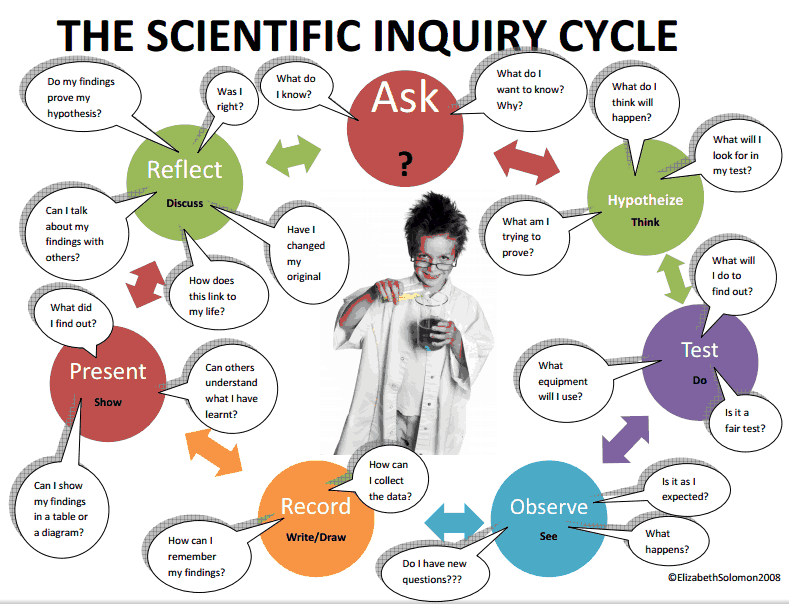 THE SCIENTIFIC INQUIRY CYCLE
Ask
?
What do
I know?
What do I
want to know?
Why?
Hypotheize
Think
What do I
think will
happen?
What will I
look for in
my test?
What am I
trying to
prove?
Test
Do
What will
I do to
find out?
What
equipment
will I use?
Is it a
fair test?
Observe
See
Is it as I
expected?
What
happens?
Do I have new
questions???
Record
Write/Draw
How can
I collect
the data?
How can I
remember
my findings?
Present
Show
What did
I find out?
Can others
understand
what I have
learnt?
Can I show
my findings
in a table or
a diagram?
Reflect
Discuss
Do my findings
prove my
hypothesis?
Was I
right?
Can I talk
about my
findings with
others?
How does
this link to
my life?
Have I
changed
my
original
©ElizabethSolomon2008